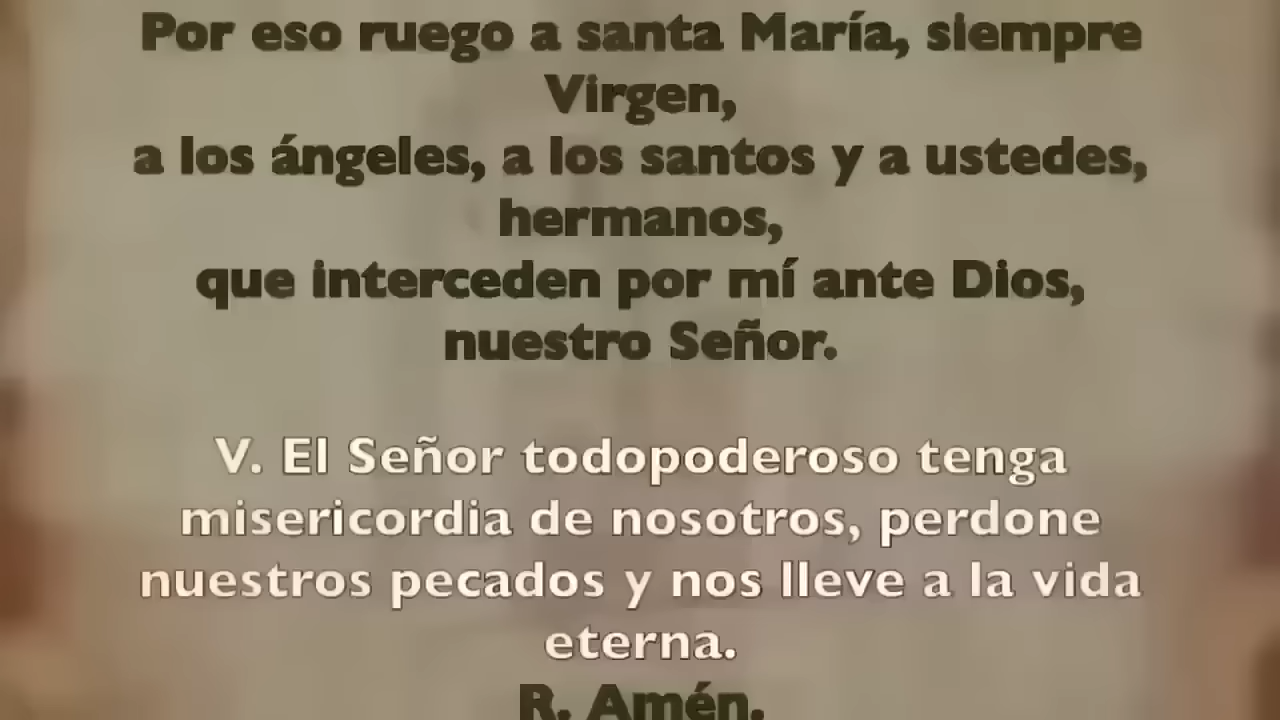 Por eso ruego a santa María, siempre
Virgen,
a los ángeles, a los santos y a ustedes,
hermanos,
que interceden por mí ante Dios,
nuestro Señor.
V. El Señor todopoderoso tenga
misericordia de nosotros, perdone
nuestros pecados y nos lleve a la vida
eterna.
R. Amén.